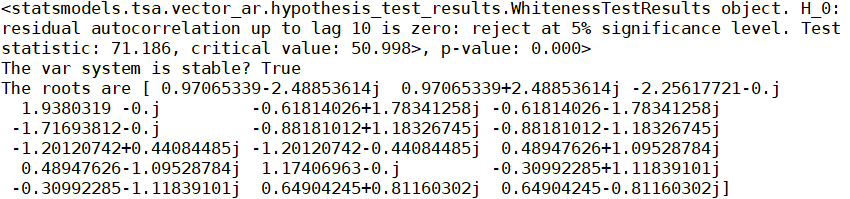 <statsmodels.tsa.vector_ar.hypothesis_test_results.WhitenessTestResults object. H_0:
residual autocorrelation up to lag 10 is zero: reject at 5% significance level. Test
statistic: 71.186, critical value: 50.998>, p-value: 0.000>
The var system is stable? True
The roots are [ 0.97065339-2.48853614j  0.97065339+2.48853614j -2.25617721-0.j
  1.9380319 -0.j         -0.61814026+1.78341258j -0.61814026-1.78341258j
 -1.71693812-0.j         -0.88181012+1.18326745j -0.88181012-1.18326745j
 -1.20120742+0.44084485j -1.20120742-0.44084485j  0.48947626+1.09528784j
  0.48947626-1.09528784j  1.17406963-0.j         -0.30992285+1.11839101j
 -0.30992285-1.11839101j  0.64904245+0.81160302j  0.64904245-0.81160302j]